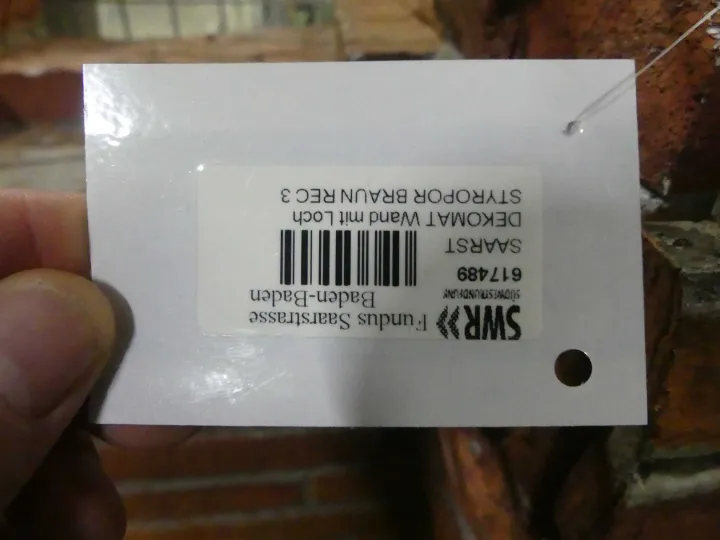 SWR» Fundus Saarstrasse
SÜDWESTRUNDFUNK Baden-Baden
617489
SAARST
DEKOMAT Wand mit Loch
STYROPOR BRAUN REC 3